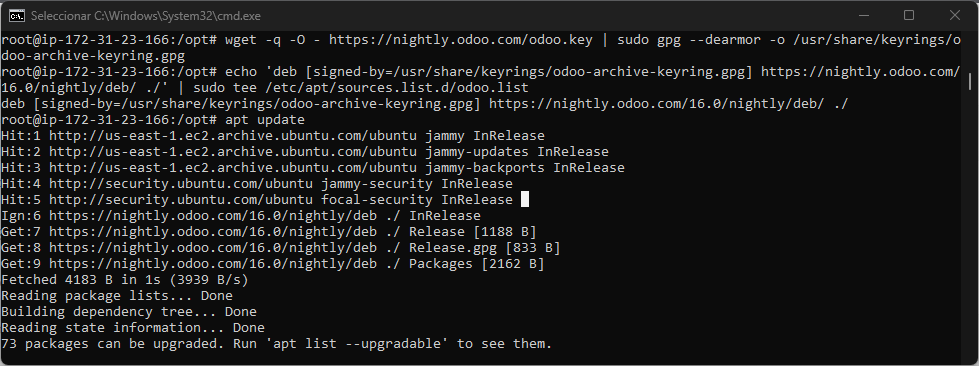 Seleccionar C:\Windows\System32\cmd.exe
root@ip-172-31-23-166:/opt# wget -q -O - https://nightly.odoo.com/odoo.key | sudo gpg --dearmor -o /usr/share/keyrings/o
doo-archive-keyring.gpg
root@ip-172-31-23-166:/opt# echo 'deb [signed-by=/usr/share/keyrings/odoo-archive-keyring.gpg] https://nightly.odoo.com/
16.0/nightly/deb/ ./' | sudo tee /etc/apt/sources.list.d/odoo.list
deb [signed-by=/usr/share/keyrings/odoo-archive-keyring.gpg] https://nightly.odoo.com/16.0/nightly/deb/ ./
root@ip-172-31-23-166:/opt# apt update
Hit:1 http://us-east-1.ec2.archive.ubuntu.com/ubuntu jammy InRelease
Hit:2 http://us-east-1.ec2.archive.ubuntu.com/ubuntu jammy-updates InRelease
Hit:3 http://us-east-1.ec2.archive.ubuntu.com/ubuntu jammy-backports InRelease
Hit:4 http://security.ubuntu.com/ubuntu jammy-security InRelease
Hit:5 http://security.ubuntu.com/ubuntu focal-security InRelease
Ign:6 https://nightly.odoo.com/16.0/nightly/deb ./ InRelease
Get:7 https://nightly.odoo.com/16.0/nightly/deb ./ Release [1188 B]
Get:8 https://nightly.odoo.com/16.0/nightly/deb ./ Release.gpg [833 B]
Get:9 https://nightly.odoo.com/16.0/nightly/deb ./ Packages [2162 B]
Fetched 4183 B in 1s (3939 B/s)
Reading package lists... Done
Building dependency tree... Done
Reading state information... Done
73 packages can be upgraded. Run 'apt list --upgradable' to see them.